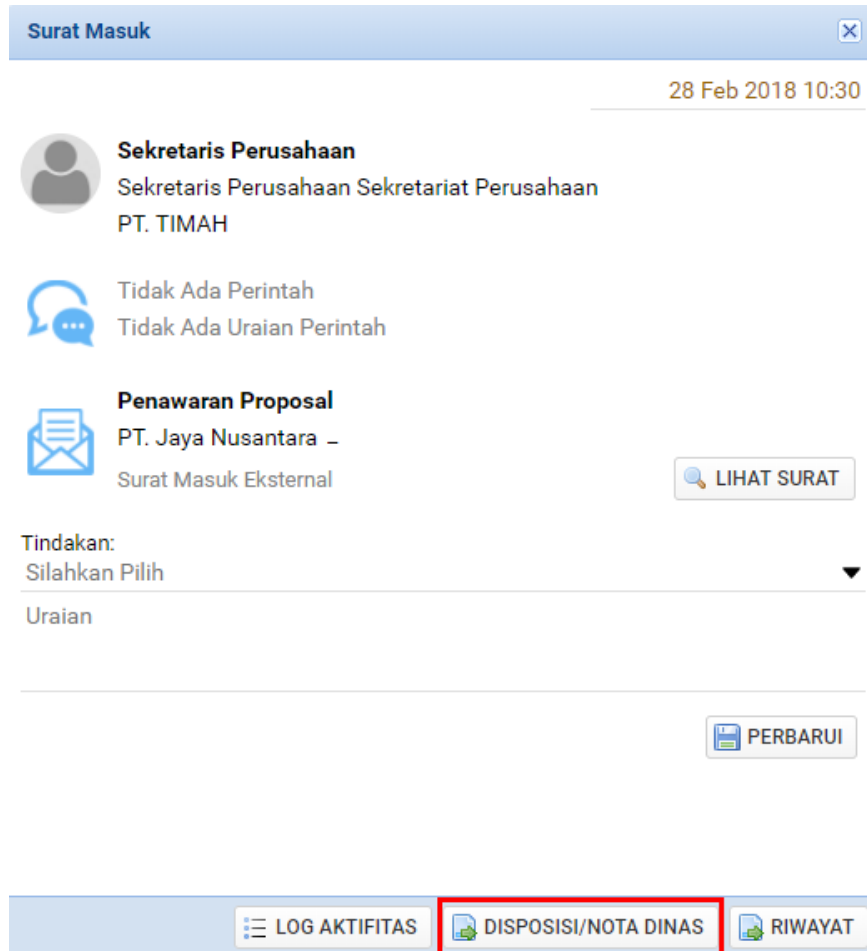 Surat Masuk
28 Feb 2018 10:30
Sekretaris Perusahaan
Sekretaris Perusahaan Sekretariat Perusahaan
PT. TIMAH
Tidak Ada Perintah
Tidak Ada Uraian Perintah
Penawaran Proposal
PT. Jaya Nusantara _
Surat Masuk Eksternal
LIHAT SURAT
Tindakan:
Silahkan Pilih
Uraian
PERBARUI
LOG AKTIFITAS
DISPOSISI/NOTA DINAS
RIWAYAT